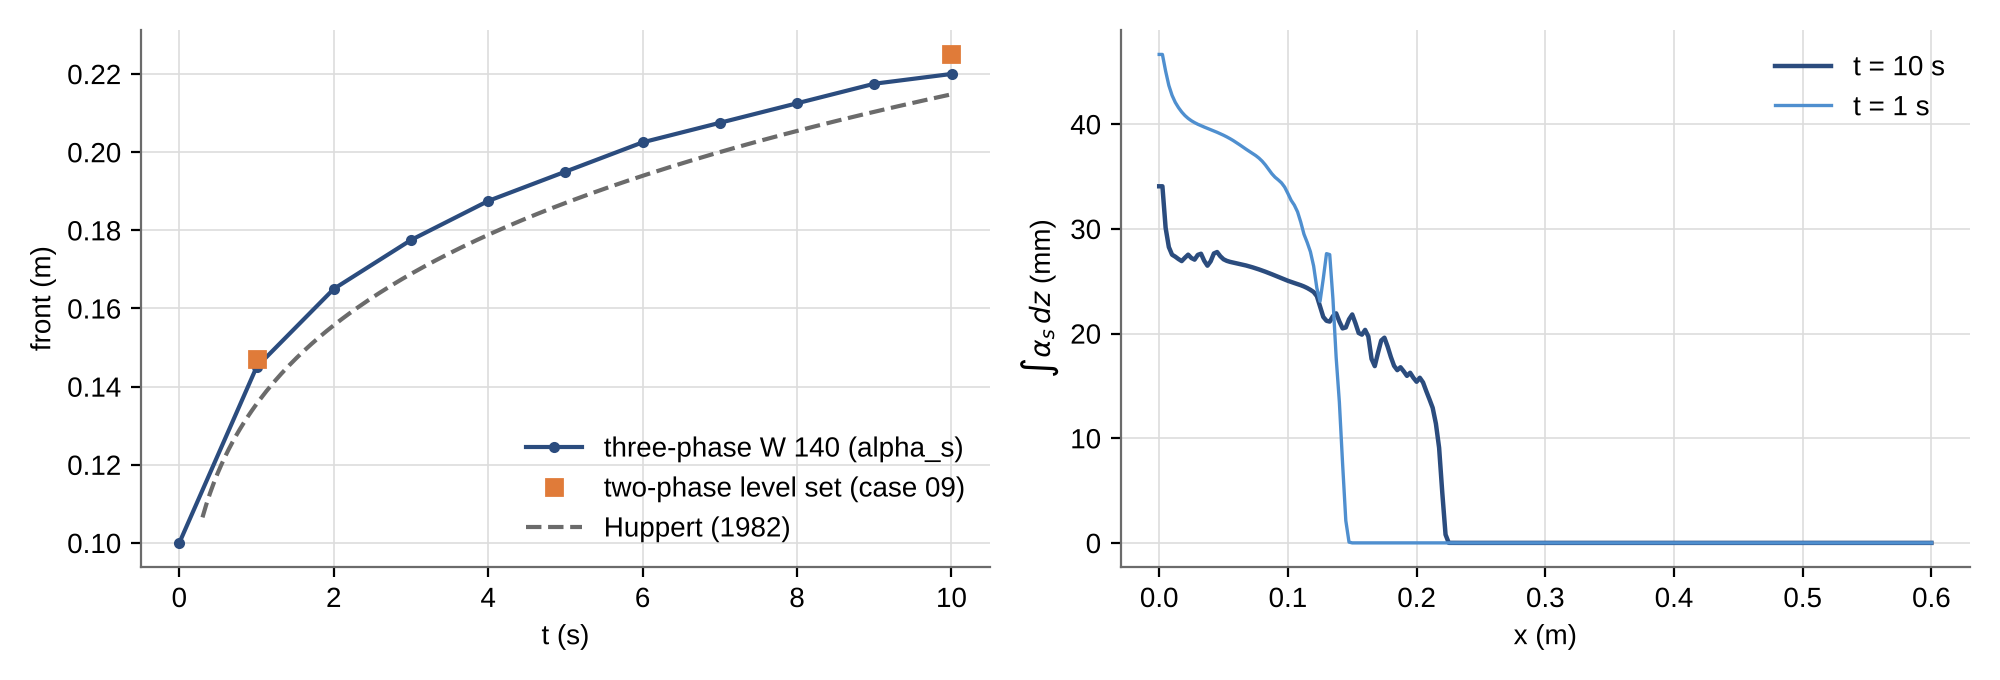 0.22
0.20
0.18
0.16
0.14
0.12
0.10
front (m)
0 2 4 6 8 10
t (s)
three-phase W 140 (alpha_s)
two-phase level set (case 09)
Huppert (1982)
40
30
20
10
0
∫ αₛ dz (mm)
0.0 0.1 0.2 0.3 0.4 0.5 0.6
x (m)
t = 10 s
t = 1 s